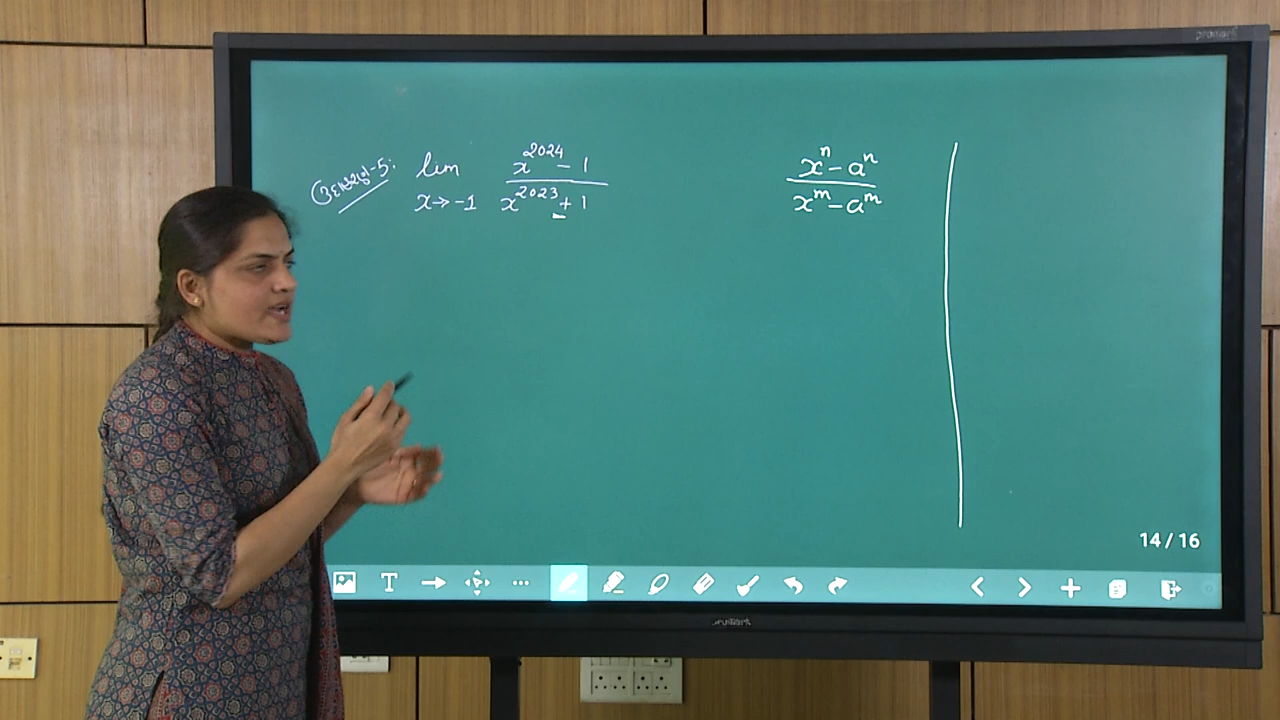 ઉદાહરણ-5: lim x→-1 (x^2024 - 1)/(x^2023 + 1)
(x^n - a^n)/(x^m - a^m)
14 / 16
T